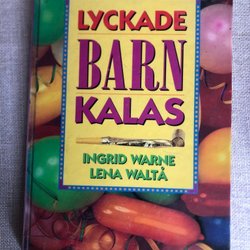 LYCKADE
BARN
KALAS
INGRID WARNE
LENA WALTÅ